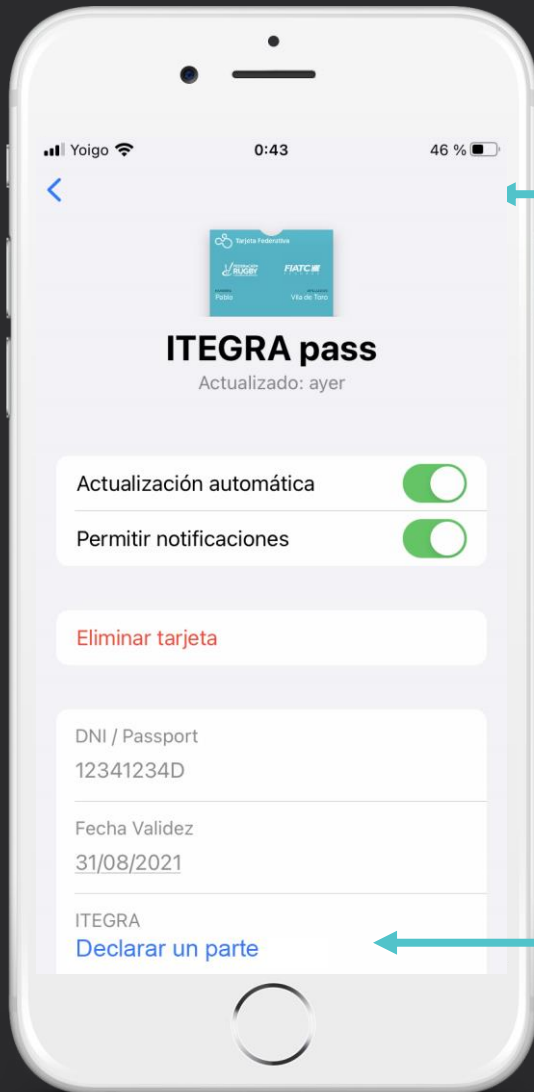 Yoigo 0:43 46 %
Tarjeta Federativa
RUGBY FIATC
Pablo Vila de Toro
ITEGRA pass
Actualizado: ayer
Actualización automática
Permitir notificaciones
Eliminar tarjeta
DNI / Passport
12341234D
Fecha Validez
31/08/2021
ITEGRA
Declarar un parte